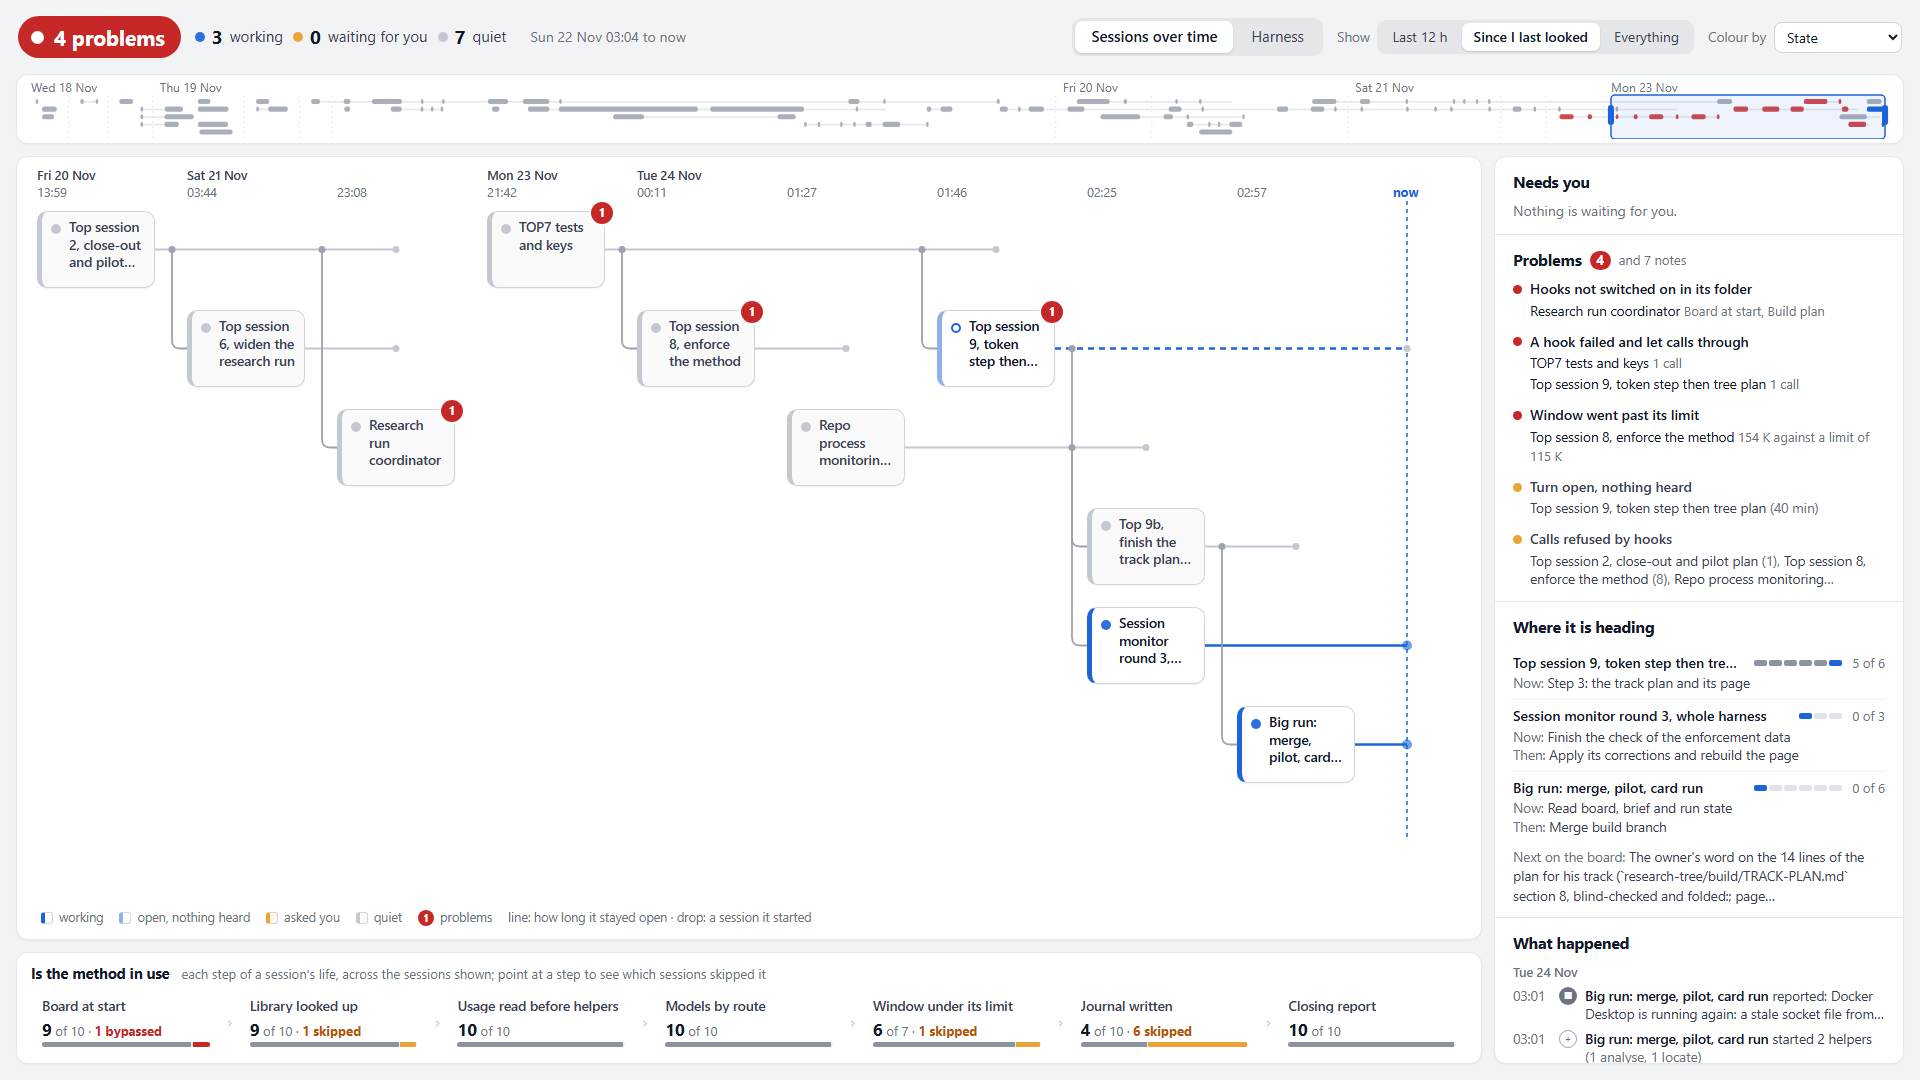 4 problems
3 working
0 waiting for you
7 quiet
Sun 22 Nov 03:04 to now
Sessions over time
Harness
Show
Last 12 h
Since I last looked
Everything
Colour by
State
Wed 18 Nov
Thu 19 Nov
Fri 20 Nov
Sat 21 Nov
Mon 23 Nov
Fri 20 Nov
13:59
Sat 21 Nov
03:44
23:08
Mon 23 Nov
21:42
Tue 24 Nov
00:11
01:27
01:46
02:25
02:57
now
Top session
2, close-out
and pilot...
TOP7 tests
and keys
1
Top session
6, widen the
research run
Top session
8, enforce
the method
1
Top session
9, token
step then...
1
Research
run
coordinator
1
Repo
process
monitorin...
Top 9b,
finish the
track plan...
Session
monitor
round 3,...
Big run:
merge,
pilot, card...
working
open, nothing heard
asked you
quiet
1 problems
line: how long it stayed open · drop: a session it started
Is the method in use
each step of a session's life, across the sessions shown; point at a step to see which sessions skipped it
Board at start
9 of 10 · 1 bypassed
Library looked up
9 of 10 · 1 skipped
Usage read before helpers
10 of 10
Models by route
10 of 10
Window under its limit
6 of 7 · 1 skipped
Journal written
4 of 10 · 6 skipped
Closing report
10 of 10
Needs you
Nothing is waiting for you.
Problems 4 and 7 notes
Hooks not switched on in its folder
Research run coordinator Board at start, Build plan
A hook failed and let calls through
TOP7 tests and keys 1 call
Top session 9, token step then tree plan 1 call
Window went past its limit
Top session 8, enforce the method 154 K against a limit of
115 K
Turn open, nothing heard
Top session 9, token step then tree plan (40 min)
Calls refused by hooks
Top session 2, close-out and pilot plan (1), Top session 8,
enforce the method (8), Repo process monitoring...
Where it is heading
Top session 9, token step then tre... 5 of 6
Now: Step 3: the track plan and its page
Session monitor round 3, whole harness 0 of 3
Now: Finish the check of the enforcement data
Then: Apply its corrections and rebuild the page
Big run: merge, pilot, card run 0 of 6
Now: Read board, brief and run state
Then: Merge build branch
Next on the board: The owner's word on the 14 lines of the
plan for his track (`research-tree/build/TRACK-PLAN.md`
section 8, blind-checked and folded:; page...
What happened
Tue 24 Nov
03:01 Big run: merge, pilot, card run reported: Docker
Desktop is running again: a stale socket file from...
03:01 Big run: merge, pilot, card run started 2 helpers
(1 analyse, 1 locate)